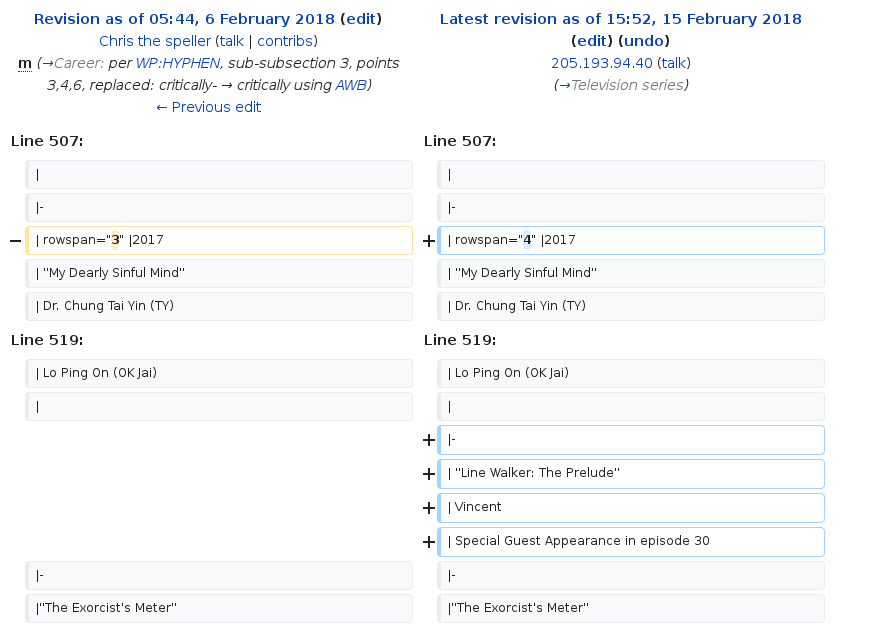 Revision as of 05:44, 6 February 2018 (edit)
Chris the speller (talk | contribs)
m (→Career: per WP:HYPHEN, sub-subsection 3, points
3,4,6, replaced: critically- → critically using AWB)
← Previous edit
Latest revision as of 15:52, 15 February 2018
(edit) (undo)
205.193.94.40 (talk)
(→Television series)
Line 507:
Line 507:
|
|
|-
|-
− | rowspan="3" |2017
+ | rowspan="4" |2017
| "My Dearly Sinful Mind"
| "My Dearly Sinful Mind"
| Dr. Chung Tai Yin (TY)
| Dr. Chung Tai Yin (TY)
Line 519:
Line 519:
| Lo Ping On (OK Jai)
| Lo Ping On (OK Jai)
|
|
+ |-
+ | "Line Walker: The Prelude"
+ | Vincent
+ | Special Guest Appearance in episode 30
|-
|-
|"The Exorcist's Meter"
|"The Exorcist's Meter"